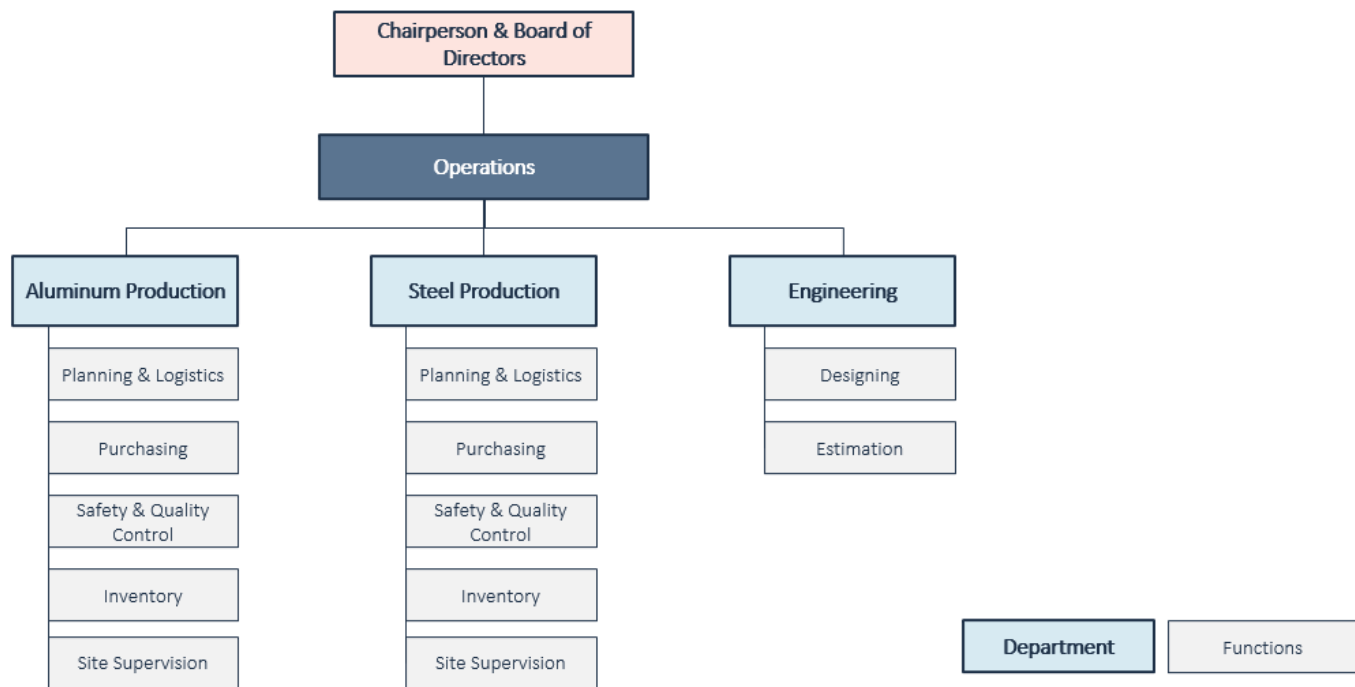 Chairperson & Board of
Directors
Operations
Aluminum Production
Steel Production
Engineering
Planning & Logistics
Planning & Logistics
Designing
Purchasing
Purchasing
Estimation
Safety & Quality
Control
Safety & Quality
Control
Inventory
Inventory
Site Supervision
Site Supervision
Department
Functions